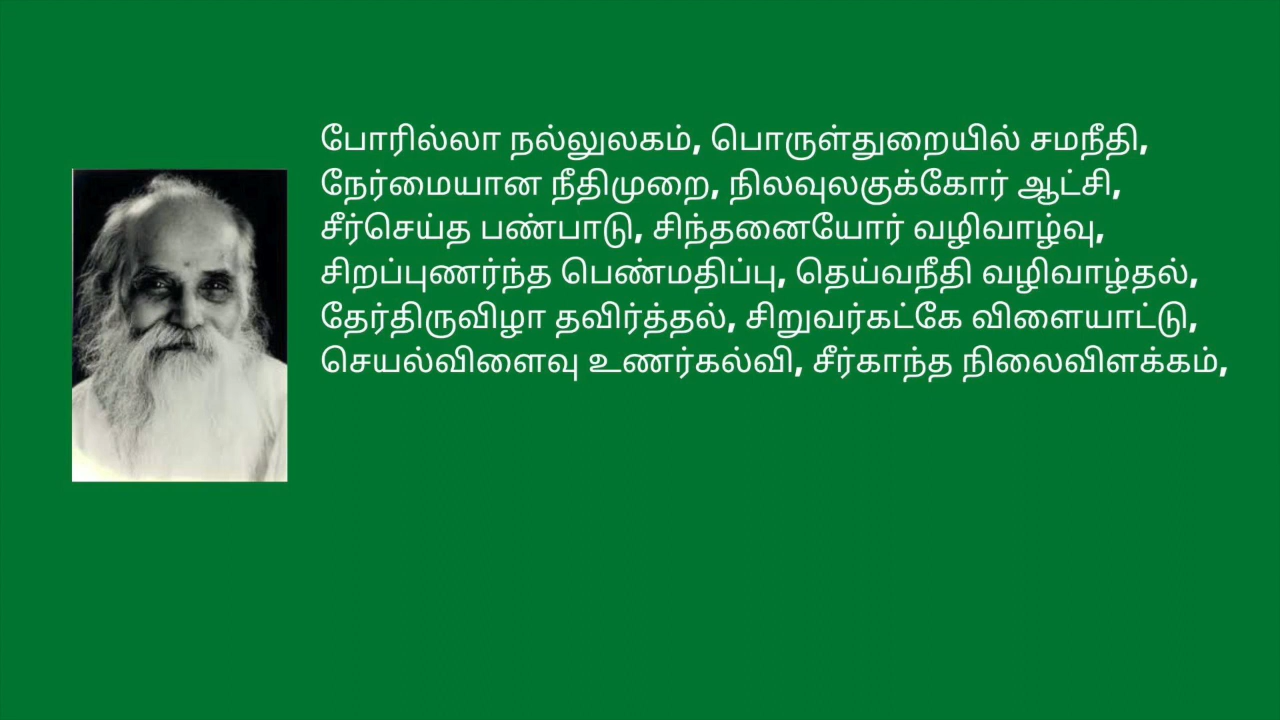 போரில்லா நல்லுலகம், பொருள்துறையில் சமநீதி,
நேர்மையான நீதிமுறை, நிலவுலகுக்கோர் ஆட்சி,
சீர்செய்த பண்பாடு, சிந்தனையோர் வழிவாழ்வு,
சிறப்புணர்ந்த பெண்மதிப்பு, தெய்வநீதி வழிவாழ்தல்,
தேர்திருவிழா தவிர்த்தல், சிறுவர்கட்கே விளையாட்டு,
செயல்விளைவு உணர்கல்வி, சீர்காந்த நிலைவிளக்கம்,